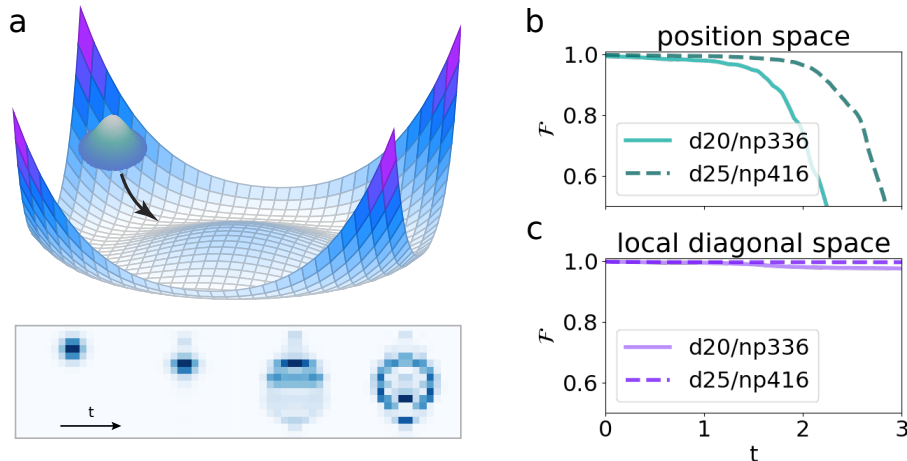 a
t
b
position space
1.0
0.8
0.6
ℱ
d20/np336
d25/np416
c
local diagonal space
1.0
0.8
0.6
ℱ
d20/np336
d25/np416
0 1 2 3
t